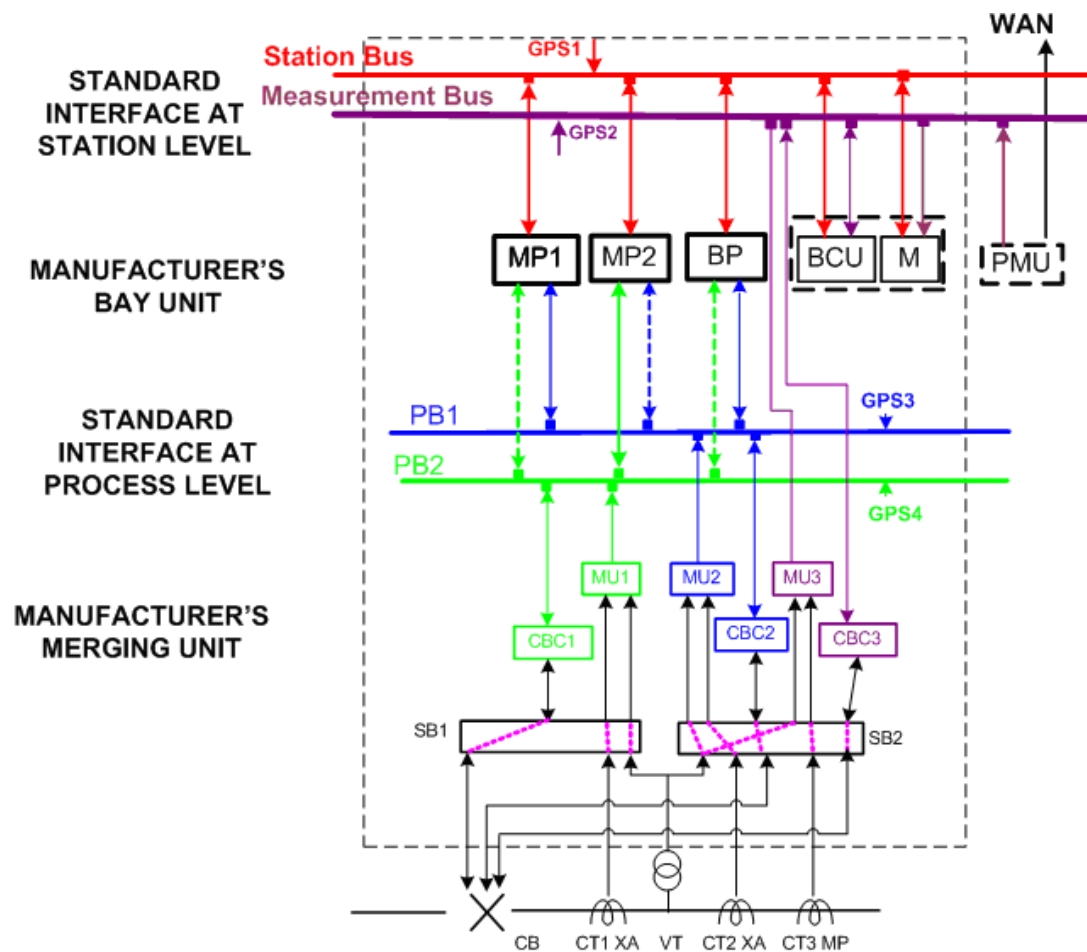 WAN
GPS1
Station Bus
STANDARD
INTERFACE AT
STATION LEVEL
Measurement Bus
GPS2
MANUFACTURER'S
BAY UNIT
MP1
MP2
BP
BCU
M
PMU
STANDARD
INTERFACE AT
PROCESS LEVEL
PB1
GPS3
PB2
GPS4
MANUFACTURER'S
MERGING UNIT
MU1
MU2
MU3
CBC1
CBC2
CBC3
SB1
SB2
CB
CT1 XA
VT
CT2 XA
CT3 MP